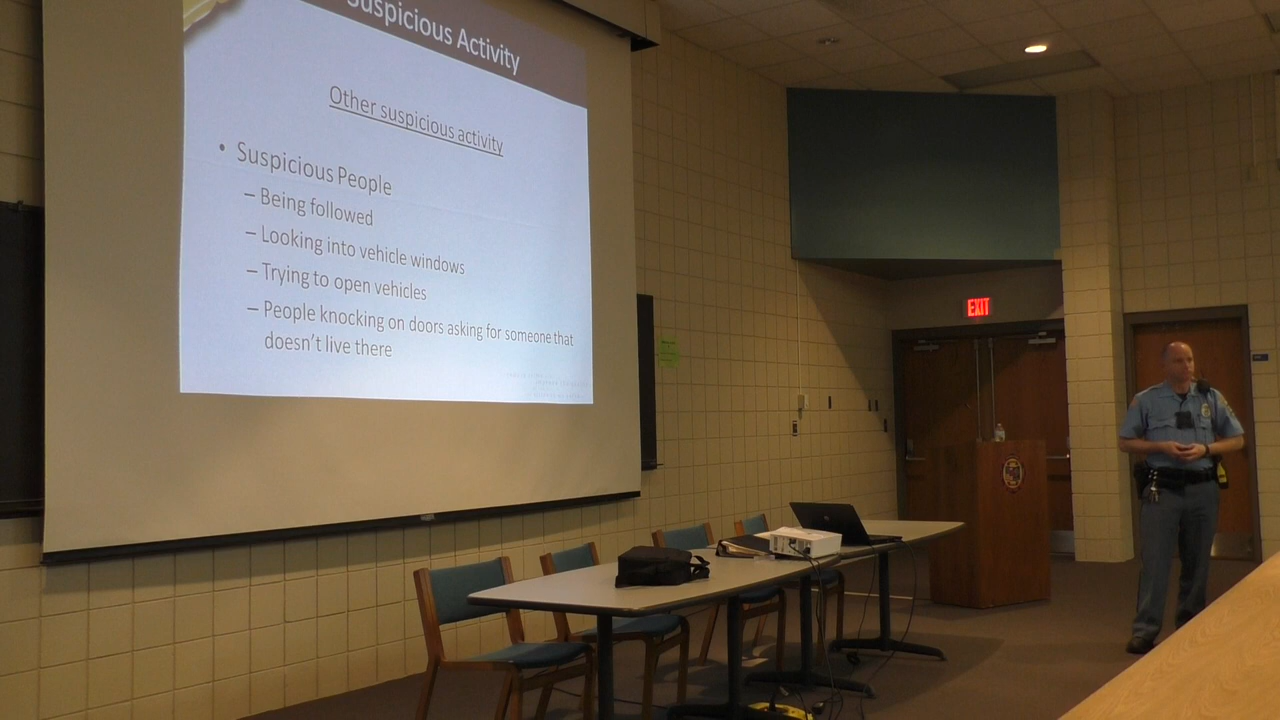 Suspicious Activity
Other suspicious activity
• Suspicious People
– Being followed
– Looking into vehicle windows
– Trying to open vehicles
– People knocking on doors asking for someone that
doesn't live there
EXIT